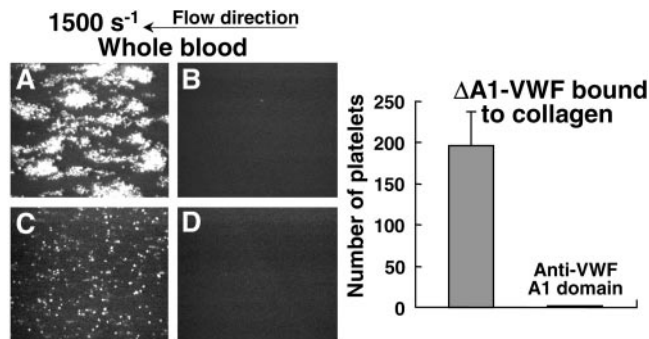 1500 s⁻¹
Flow direction
Whole blood
A
B
C
D
ΔA1-VWF bound
to collagen
Number of platelets
250
200
150
100
50
0
Anti-VWF
A1 domain